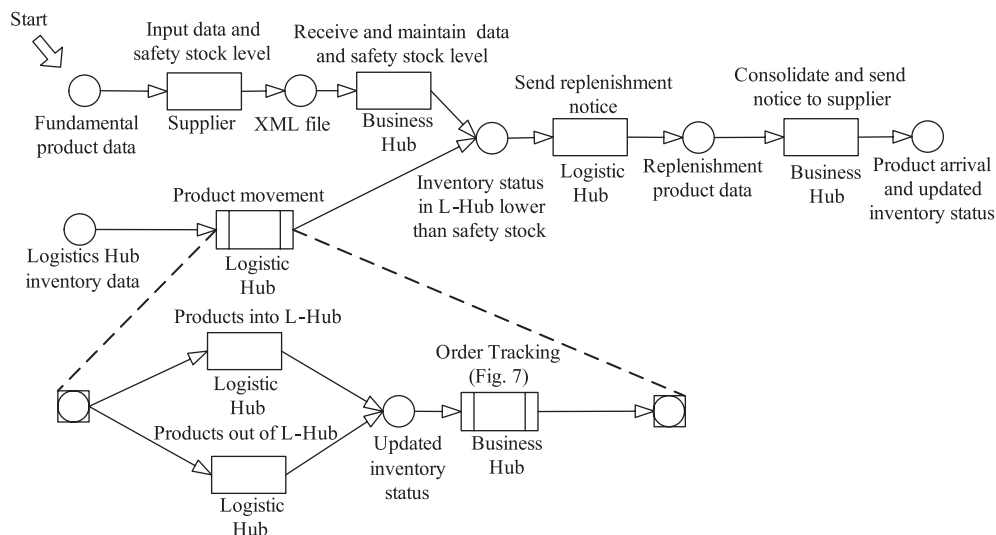 Start
Input data and
safety stock level
Receive and maintain  data
and safety stock level
Send replenishment
notice
Consolidate and send
notice to supplier
Fundamental
product data
Supplier
XML file
Business
Hub
Inventory status
in L-Hub lower
than safety stock
Logistic
Hub
Replenishment
product data
Business
Hub
Product arrival
and updated
inventory status
Product movement
Logistics Hub
inventory data
Logistic
Hub
Products into L-Hub
Logistic
Hub
Order Tracking
(Fig. 7)
Products out of L-Hub
Updated
inventory
status
Business
Hub
Logistic
Hub